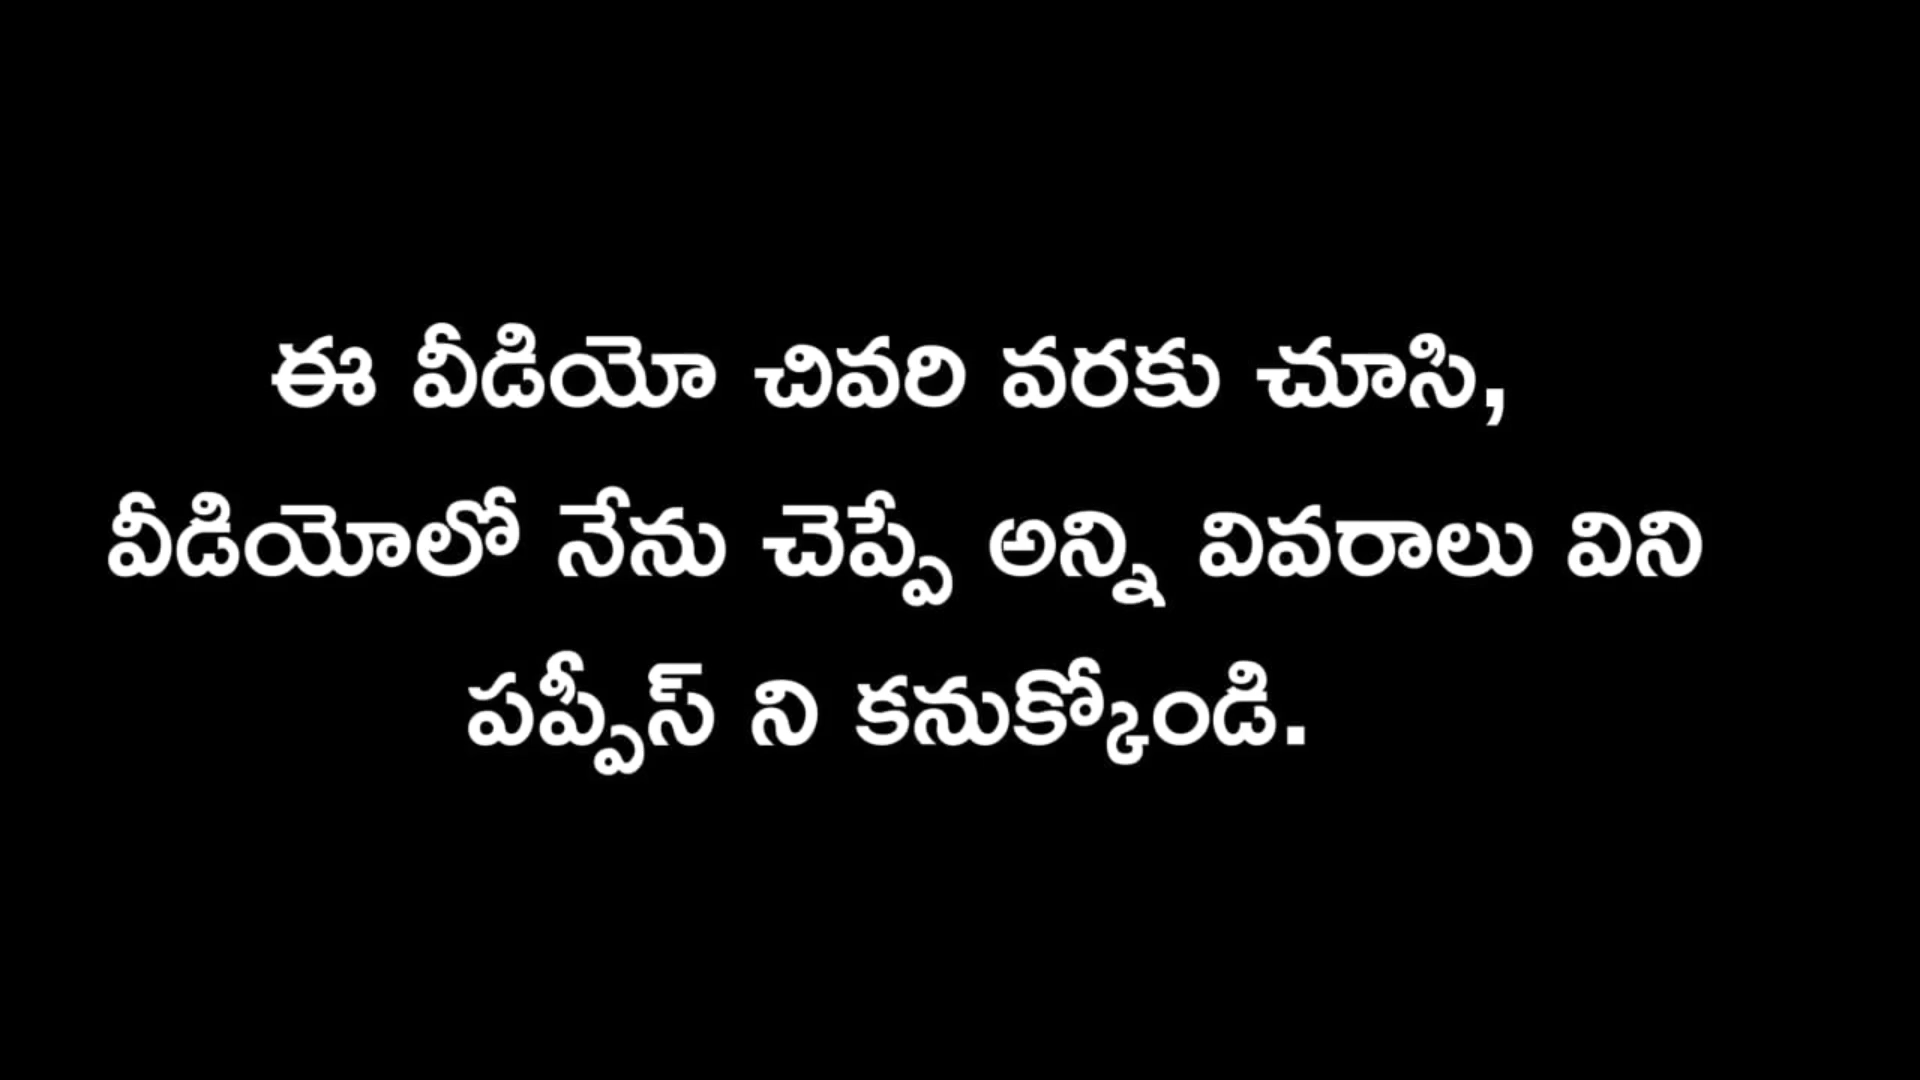 ఈ వీడియో చివరి వరకు చూసి,
వీడియోలో నేను చెప్పే అన్ని వివరాలు విని
పప్పీస్ ని కనుక్కోండి.